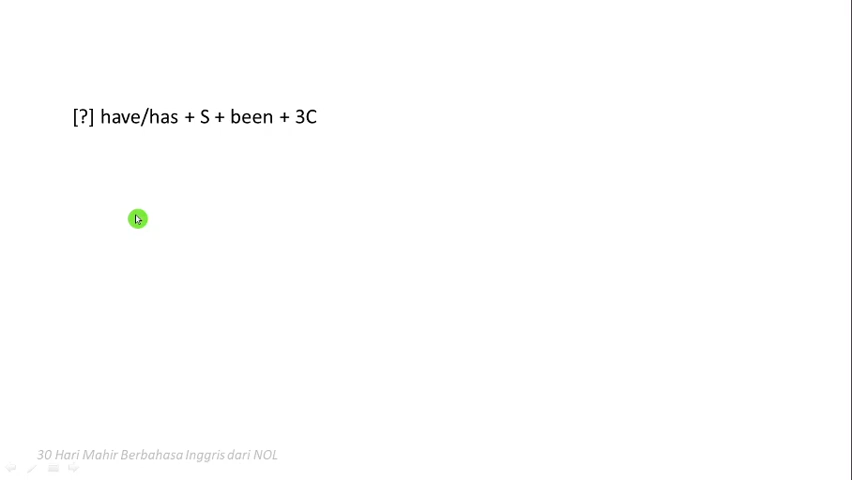 [?] have/has + S + been + 3C
30 Hari Mahir Berbahasa Inggris dari NOL